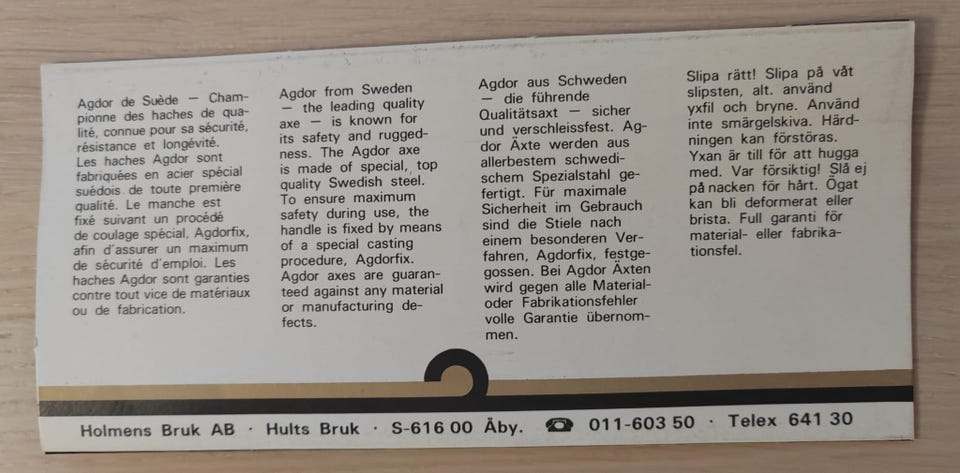 Agdor de Suède — Cham-
pionne des haches de qua-
lité, connue pour sa sécurité,
résistance et longévité.
Les haches Agdor sont
fabriquées en acier spécial
suédois de toute première
qualité. Le manche est
fixé suivant un procédé
de coulage spécial, Agdorfix,
afin d'assurer un maximum
de sécurité d'emploi. Les
haches Agdor sont garanties
contre tout vice de matériaux
ou de fabrication.
Agdor from Sweden
— the leading quality
axe — is known for
its safety and rugged-
ness. The Agdor axe
is made of special, top
quality Swedish steel.
To ensure maximum
safety during use, the
handle is fixed by means
of a special casting
procedure, Agdorfix.
Agdor axes are guaran-
teed against any material
or manufacturing de-
fects.
Agdor aus Schweden
— die führende
Qualitätsaxt — sicher
und verschleissfest. Ag-
dor Äxte werden aus
allerbestem schwedi-
schem Spezialstahl ge-
fertigt. Für maximale
Sicherheit im Gebrauch
sind die Stiele nach
einem besonderen Ver-
fahren, Agdorfix, festge-
gossen. Bei Agdor Äxten
wird gegen alle Material-
oder Fabrikationsfehler
volle Garantie übernom-
men.
Slipa rätt! Slipa på våt
slipsten, alt. använd
yxfil och bryne. Använd
inte smärgelskiva. Härd-
ningen kan förstöras.
Yxan är till för att hugga
med. Var försiktig! Slå ej
på nacken för hårt. Ögat
kan bli deformerat eller
brista. Full garanti för
material- eller fabrika-
tionsfel.
Holmens Bruk AB · Hults Bruk · S-616 00 Åby. ☎ 011-603 50 · Telex 641 30